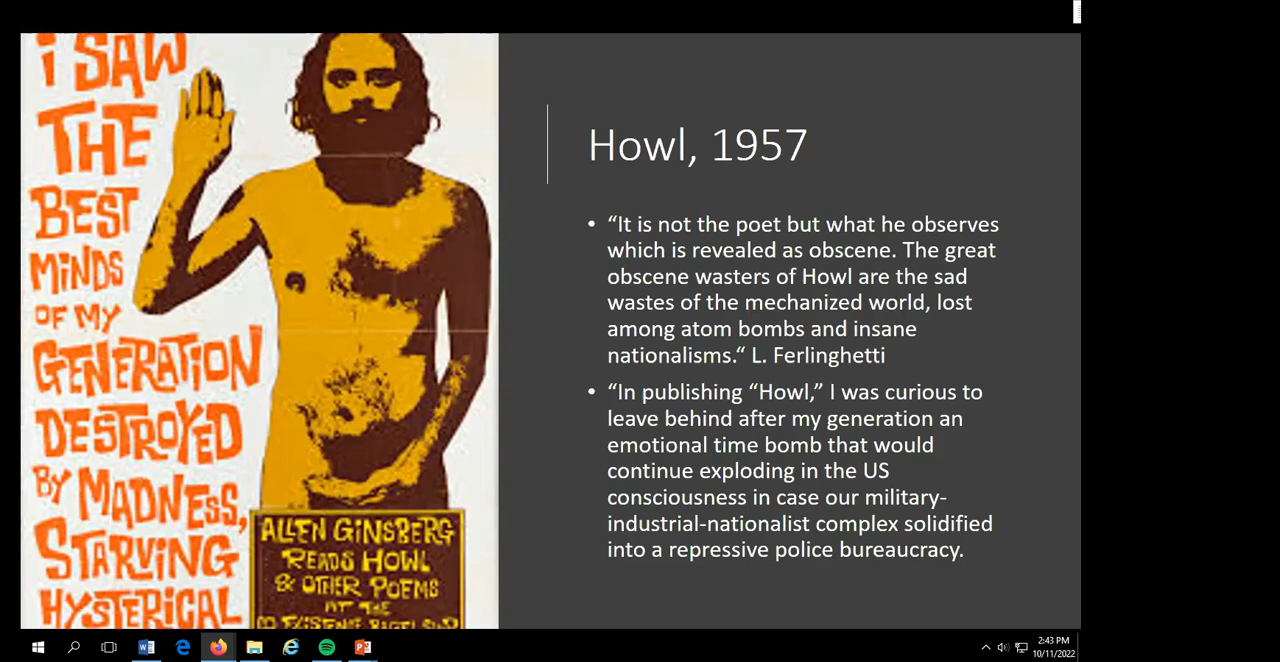 i SAW
THE
BEST
MiNDS
OF MY
GENERATiON
DESTROYED
BY MADNESS,
STARViNG
HYSTERiCAL
ALLEN GiNSBERG
READS HOWL
& OTHER POEMS
AT THE
Howl, 1957
• “It is not the poet but what he observes
which is revealed as obscene. The great
obscene wasters of Howl are the sad
wastes of the mechanized world, lost
among atom bombs and insane
nationalisms.“ L. Ferlinghetti
• “In publishing “Howl,” I was curious to
leave behind after my generation an
emotional time bomb that would
continue exploding in the US
consciousness in case our military-
industrial-nationalist complex solidified
into a repressive police bureaucracy.
2:43 PM
10/11/2022